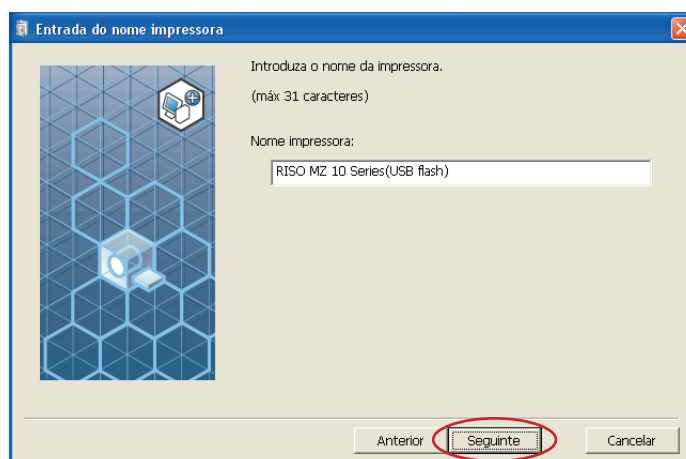 Entrada do nome impressora
Introduza o nome da impressora.
(máx 31 caracteres)
Nome impressora:
RISO MZ 10 Series(USB flash)
Anterior
Seguinte
Cancelar